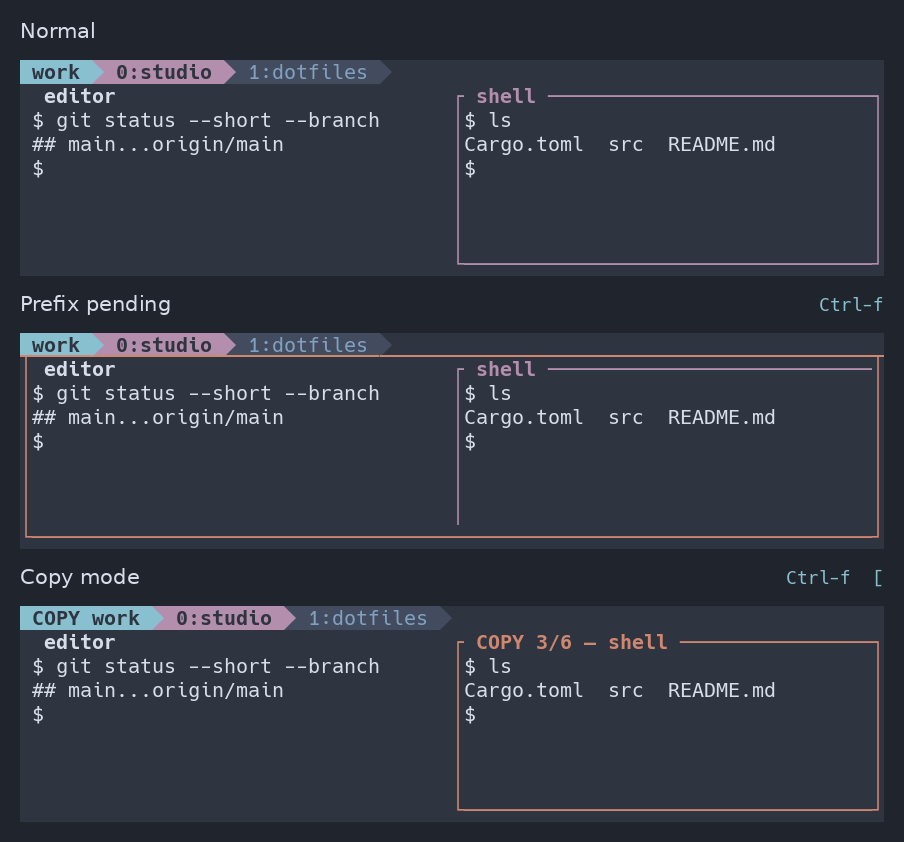 Normal
work 0:studio 1:dotfiles
editor shell
$ git status --short --branch $ ls
## main...origin/main Cargo.toml src README.md
$ $
Prefix pending Ctrl-f
work 0:studio 1:dotfiles
editor shell
$ git status --short --branch $ ls
## main...origin/main Cargo.toml src README.md
$ $
Copy mode Ctrl-f [
COPY work 0:studio 1:dotfiles
editor COPY 3/6 — shell
$ git status --short --branch $ ls
## main...origin/main Cargo.toml src README.md
$ $